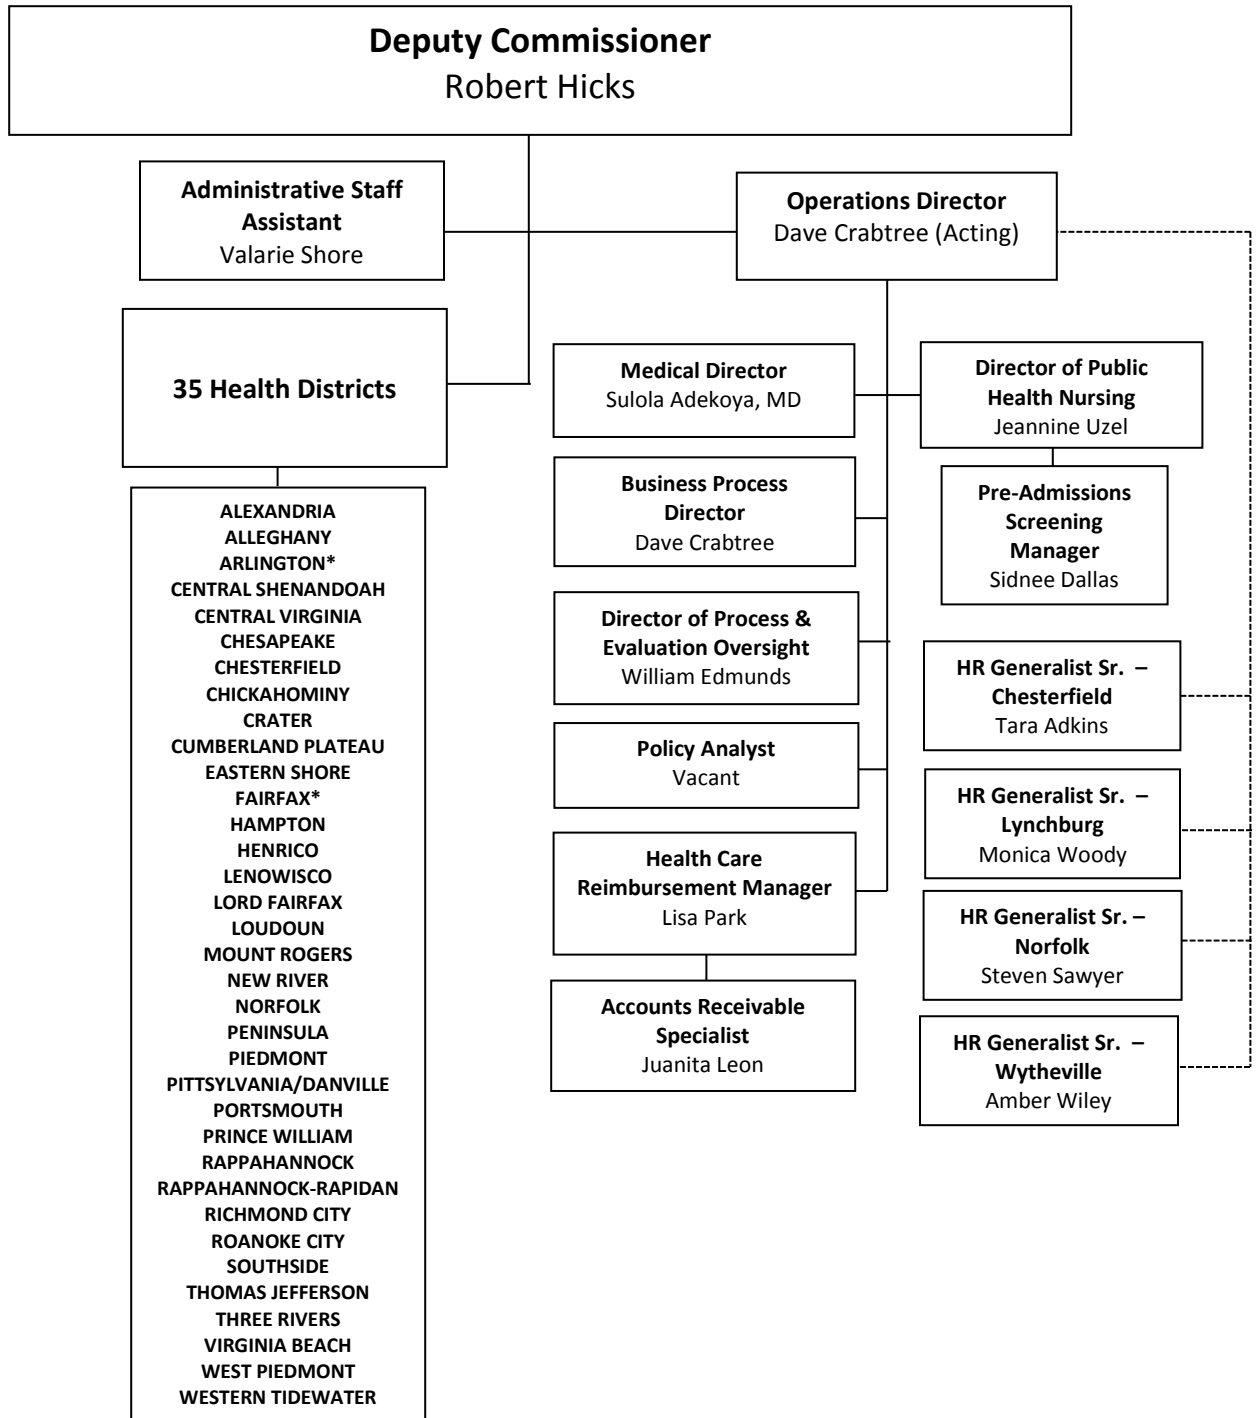 Deputy Commissioner
Robert Hicks
Administrative Staff
Assistant
Valarie Shore
Operations Director
Dave Crabtree (Acting)
35 Health Districts
ALEXANDRIA
ALLEGHANY
ARLINGTON*
CENTRAL SHENANDOAH
CENTRAL VIRGINIA
CHESAPEAKE
CHESTERFIELD
CHICKAHOMINY
CRATER
CUMBERLAND PLATEAU
EASTERN SHORE
FAIRFAX*
HAMPTON
HENRICO
LENOWISCO
LORD FAIRFAX
LOUDOUN
MOUNT ROGERS
NEW RIVER
NORFOLK
PENINSULA
PIEDMONT
PITTSYLVANIA/DANVILLE
PORTSMOUTH
PRINCE WILLIAM
RAPPAHANNOCK
RAPPAHANNOCK-RAPIDAN
RICHMOND CITY
ROANOKE CITY
SOUTHSIDE
THOMAS JEFFERSON
THREE RIVERS
VIRGINIA BEACH
WEST PIEDMONT
WESTERN TIDEWATER
Medical Director
Sulola Adekoya, MD
Business Process
Director
Dave Crabtree
Director of Process &
Evaluation Oversight
William Edmunds
Policy Analyst
Vacant
Health Care
Reimbursement Manager
Lisa Park
Accounts Receivable
Specialist
Juanita Leon
Director of Public
Health Nursing
Jeannine Uzel
Pre-Admissions
Screening
Manager
Sidnee Dallas
HR Generalist Sr. –
Chesterfield
Tara Adkins
HR Generalist Sr. –
Lynchburg
Monica Woody
HR Generalist Sr. –
Norfolk
Steven Sawyer
HR Generalist Sr. –
Wytheville
Amber Wiley